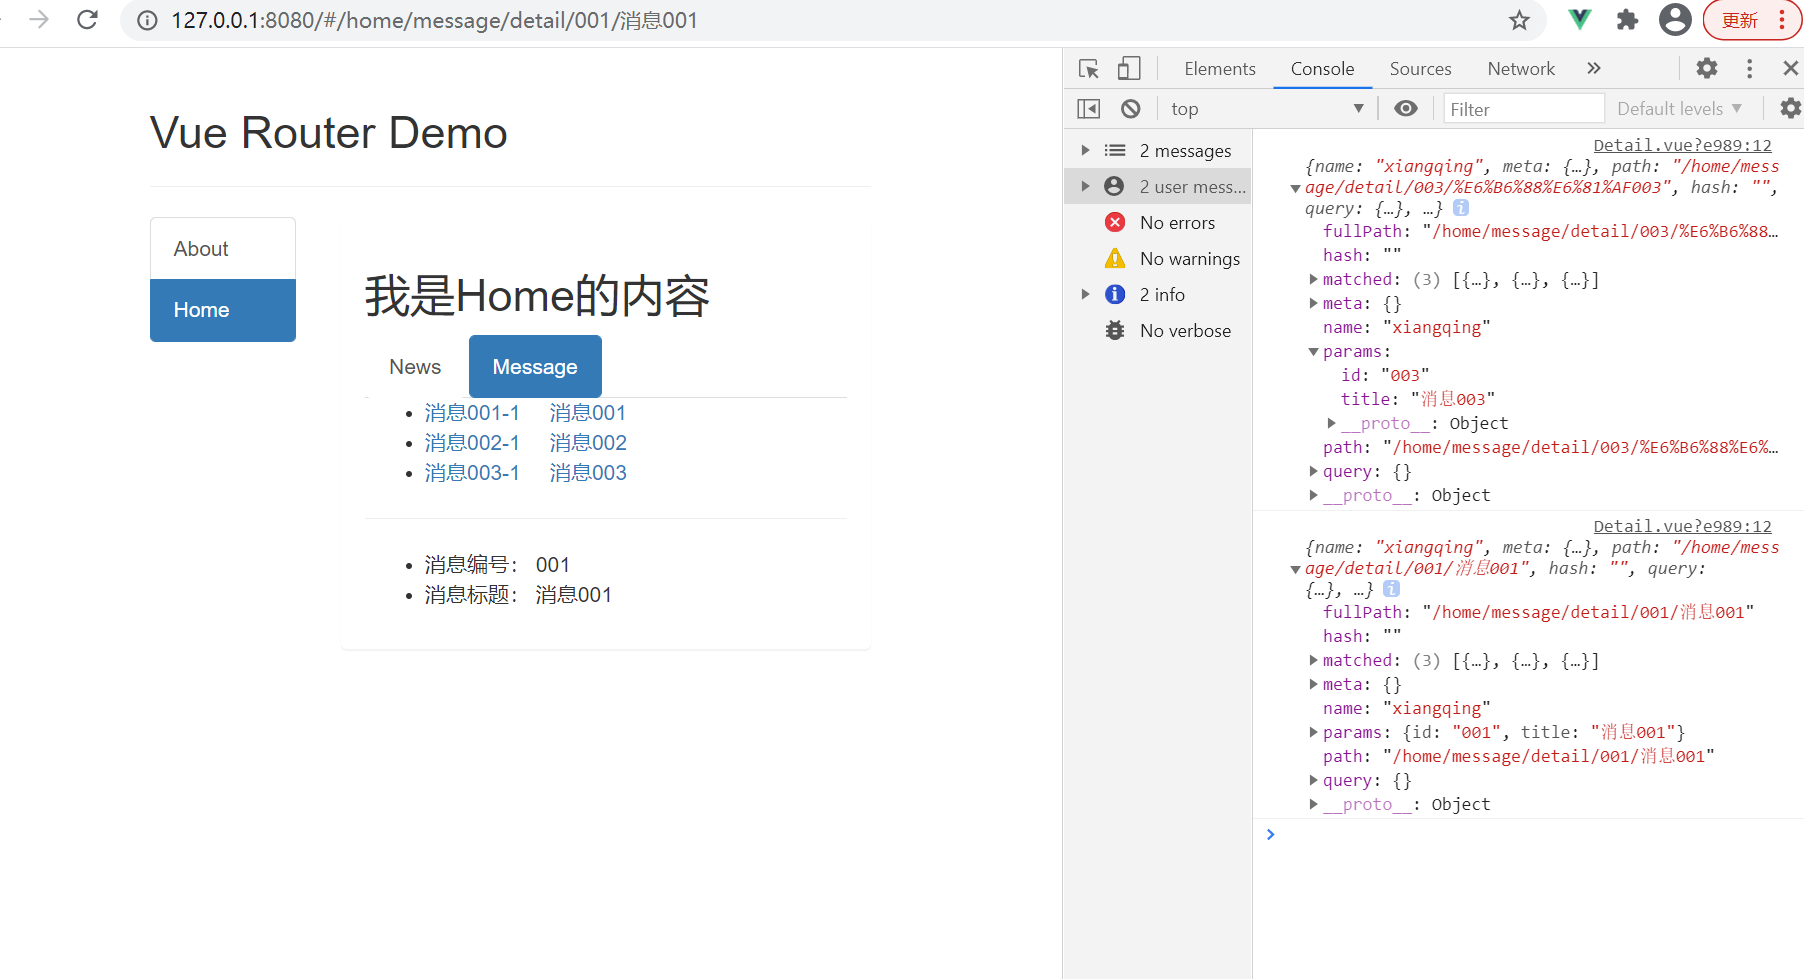 127.0.0.1:8080/#/home/message/detail/001/消息001
更新
Vue Router Demo
About
Home
我是Home的内容
News Message
消息001-1 消息001
消息002-1 消息002
消息003-1 消息003
消息编号： 001
消息标题： 消息001
Elements Console Sources Network »
top Filter Default levels
2 messages
2 user mess...
No errors
No warnings
2 info
No verbose
Detail.vue?e989:12
{name: "xiangqing", meta: {…}, path: "/home/mess
age/detail/003/%E6%B6%88%E6%81%AF003", hash: "",
query: {…}, …}
fullPath: "/home/message/detail/003/%E6%B6%88…
hash: ""
matched: (3) [{…}, {…}, {…}]
meta: {}
name: "xiangqing"
params:
id: "003"
title: "消息003"
__proto__: Object
path: "/home/message/detail/003/%E6%B6%88%E6%…
query: {}
__proto__: Object
Detail.vue?e989:12
{name: "xiangqing", meta: {…}, path: "/home/mess
age/detail/001/消息001", hash: "", query:
{…}, …}
fullPath: "/home/message/detail/001/消息001"
hash: ""
matched: (3) [{…}, {…}, {…}]
meta: {}
name: "xiangqing"
params: {id: "001", title: "消息001"}
path: "/home/message/detail/001/消息001"
query: {}
__proto__: Object